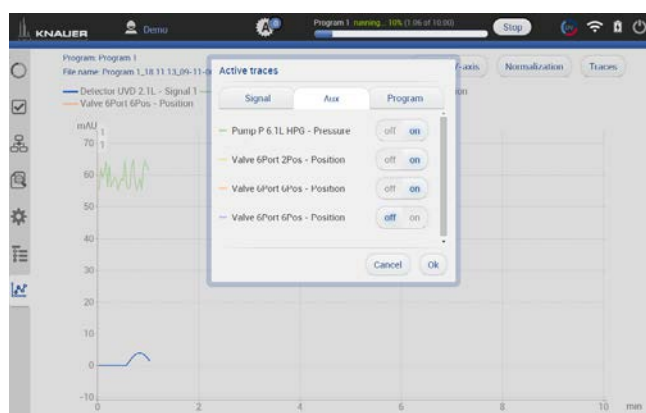 KNAUER
Demo
Program 1 running... 10% (1.06 of 10.00)
Stop
Program: Program 1
File name: Program 1_18.11.13_09-11-0
Active traces
-axis
Normalization
Traces
Detector UVD 2.1L - Signal 1
on
Valve 6Port 6Pos - Position
Signal
Aux
Program
Pump P 6.1L HPG - Pressure
off on
Valve 6Port 2Pos - Position
off on
Valve 6Port 6Pos - Position
off on
Valve 6Port 6Pos - Position
off on
Cancel
Ok
mAU
1
70
1
60
50
40
30
20
10
0
-10
0
2
4
6
8
10
min